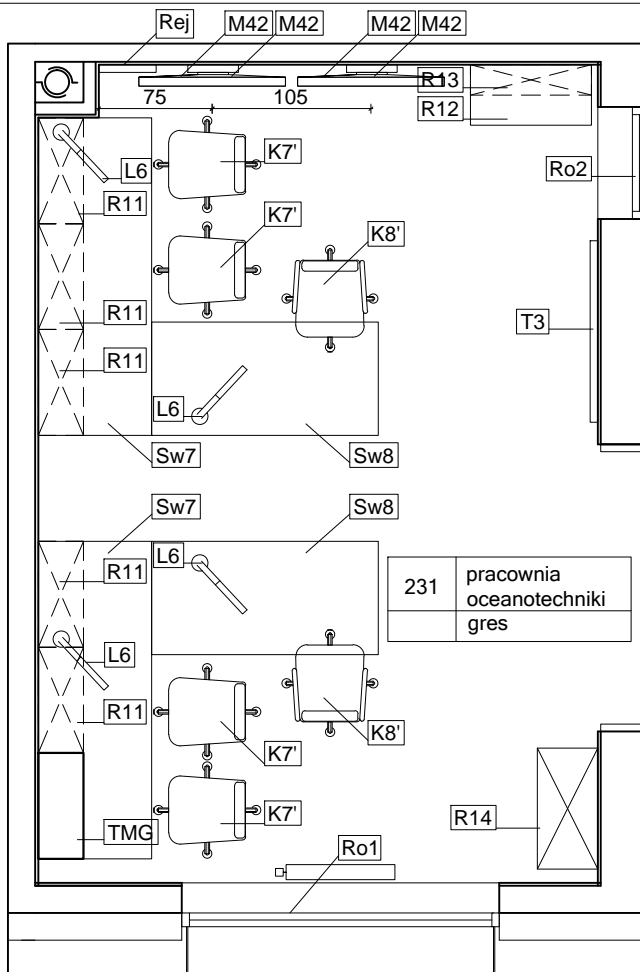 Rej
M42
M42
M42
M42
75
105
R13
R12
K7'
L6
R11
Ro2
K7'
K8'
R11
T3
R11
L6
Sw7
Sw8
Sw7
Sw8
L6
R11
231
pracownia
oceanotechniki
gres
L6
R11
K7'
K8'
R14
TMG
K7'
Ro1